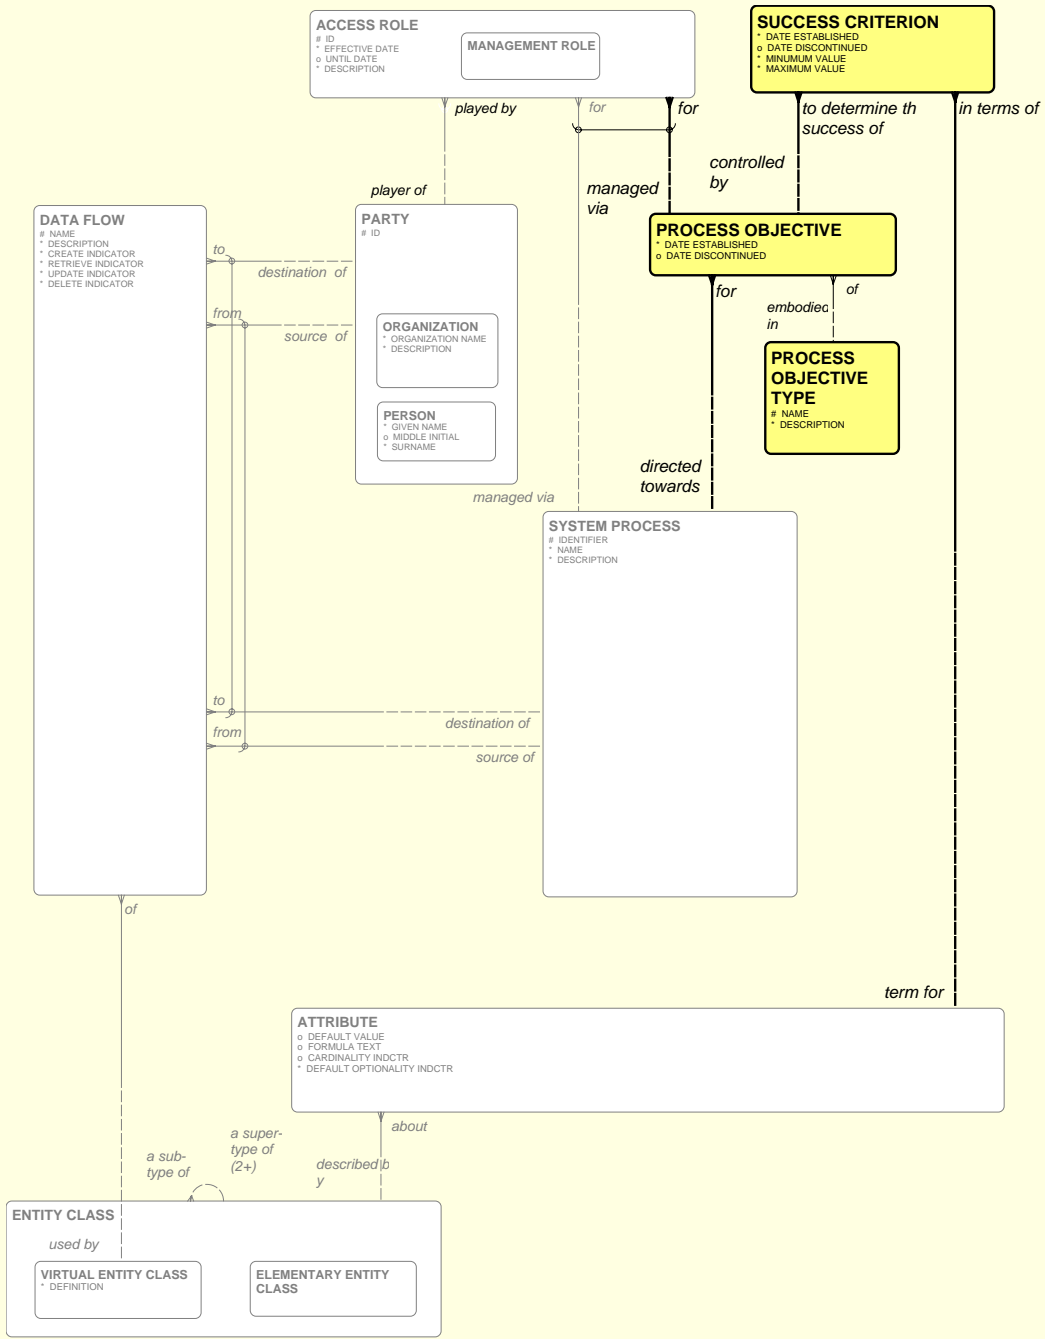 ACCESS ROLE
# ID
* EFFECTIVE DATE
o UNTIL DATE
* DESCRIPTION
MANAGEMENT ROLE
SUCCESS CRITERION
* DATE ESTABLISHED
o DATE DISCONTINUED
* MINUMUM VALUE
* MAXIMUM VALUE
played by
for
for
to determine th
success of
in terms of
controlled
by
managed
via
player of
DATA FLOW
# NAME
* DESCRIPTION
* CREATE INDICATOR
* RETRIEVE INDICATOR
* UPDATE INDICATOR
* DELETE INDICATOR
PARTY
# ID
PROCESS OBJECTIVE
* DATE ESTABLISHED
o DATE DISCONTINUED
to
destination of
from
source of
for
of
embodied
in
ORGANIZATION
* ORGANIZATION NAME
* DESCRIPTION
PERSON
* GIVEN NAME
o MIDDLE INITIAL
* SURNAME
PROCESS
OBJECTIVE
TYPE
# NAME
* DESCRIPTION
directed
towards
managed via
SYSTEM PROCESS
# IDENTIFIER
* NAME
* DESCRIPTION
to
destination of
from
source of
of
term for
ATTRIBUTE
o DEFAULT VALUE
o FORMULA TEXT
o CARDINALITY INDCTR
* DEFAULT OPTIONALITY INDCTR
about
a super-
type of
(2+)
a sub-
type of
described b
y
ENTITY CLASS
used by
VIRTUAL ENTITY CLASS
* DEFINITION
ELEMENTARY ENTITY
CLASS